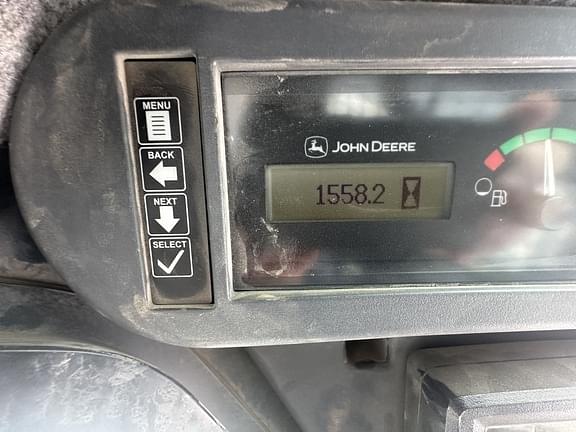 MENU
BACK
NEXT
SELECT
JOHN DEERE
1558.2